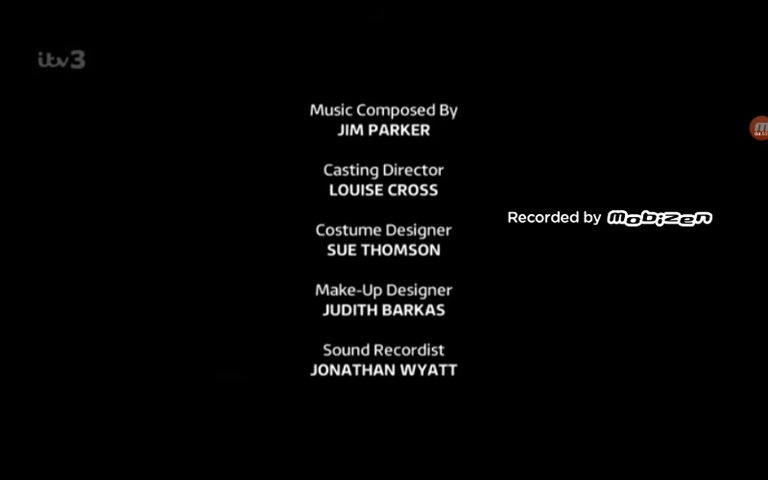 itv3
Music Composed By
JIM PARKER
Casting Director
LOUISE CROSS
Costume Designer
SUE THOMSON
Recorded by mobizen
Make-Up Designer
JUDITH BARKAS
Sound Recordist
JONATHAN WYATT